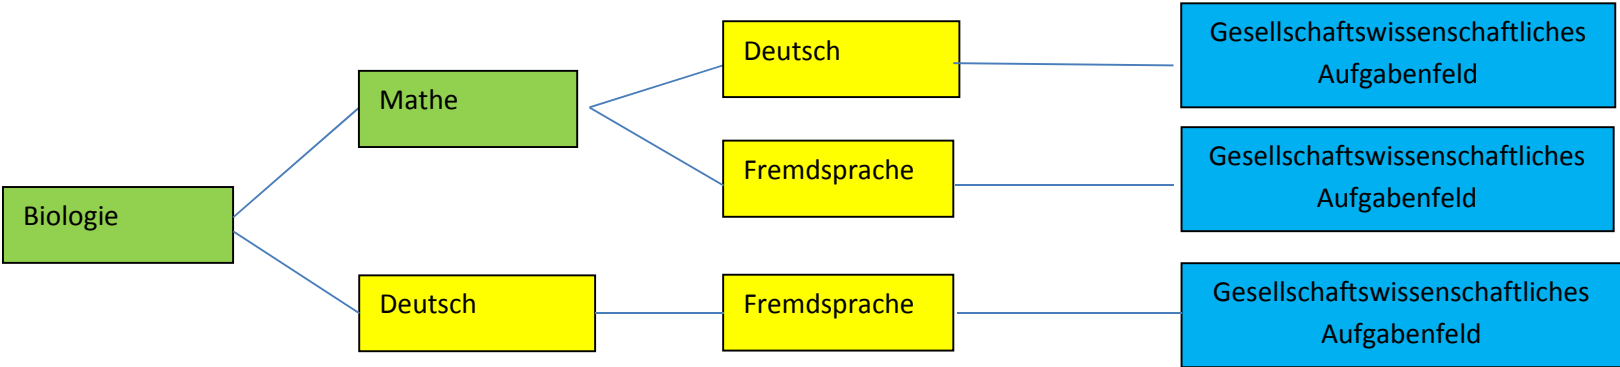 Biologie
Mathe
Deutsch
Deutsch
Fremdsprache
Fremdsprache
Gesellschaftswissenschaftliches
Aufgabenfeld
Gesellschaftswissenschaftliches
Aufgabenfeld
Gesellschaftswissenschaftliches
Aufgabenfeld